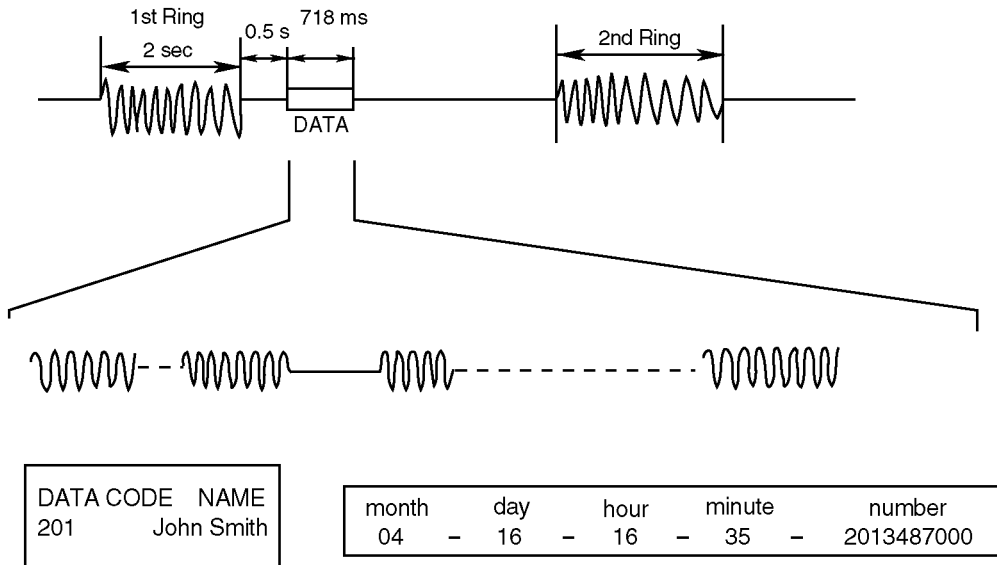 1st Ring
2 sec
0.5 s
718 ms
DATA
2nd Ring
DATA CODE NAME
201 John Smith
month day hour minute number
04 – 16 – 16 – 35 – 2013487000